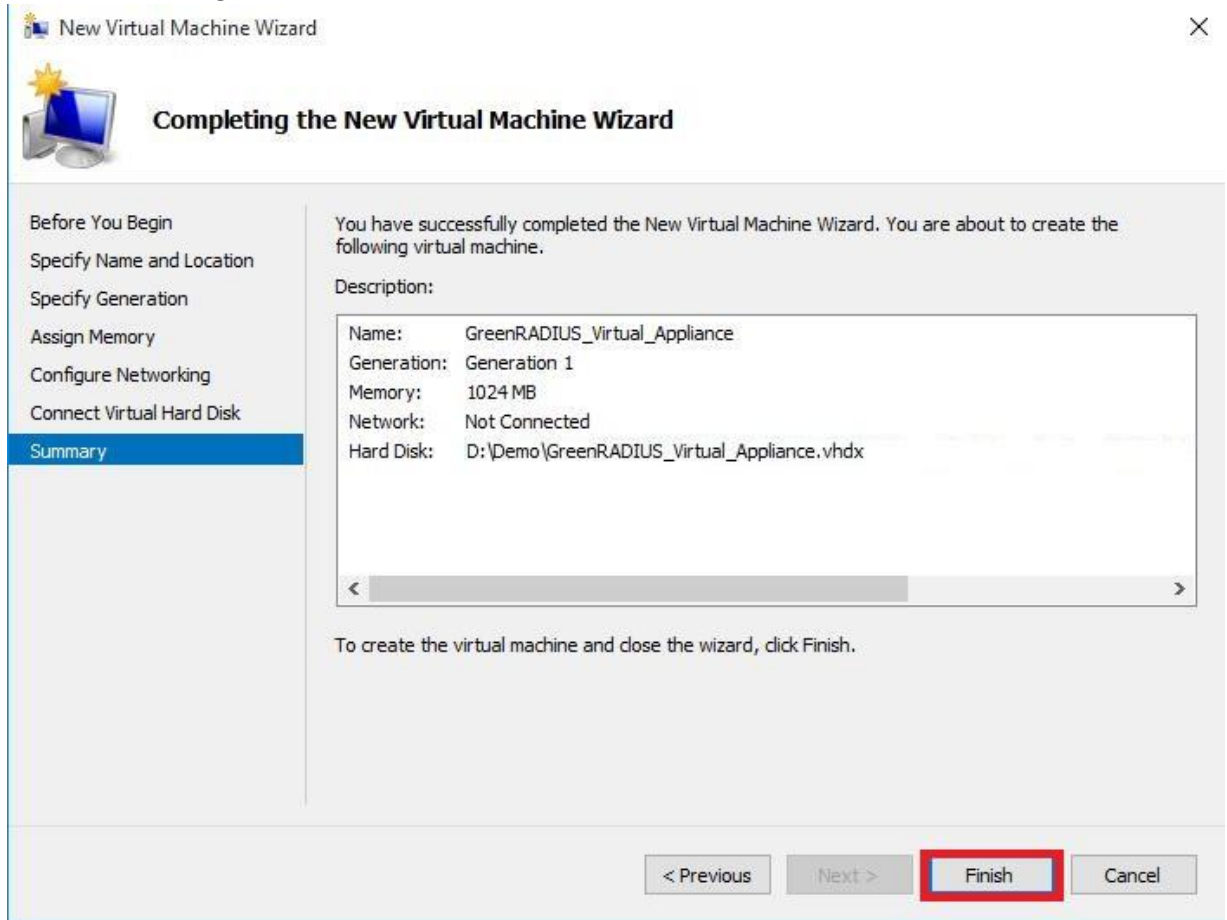 New Virtual Machine Wizard
Completing the New Virtual Machine Wizard
Before You Begin
Specify Name and Location
Specify Generation
Assign Memory
Configure Networking
Connect Virtual Hard Disk
Summary
You have successfully completed the New Virtual Machine Wizard. You are about to create the
following virtual machine.
Description:
Name: GreenRADIUS_Virtual_Appliance
Generation: Generation 1
Memory: 1024 MB
Network: Not Connected
Hard Disk: D:\Demo\GreenRADIUS_Virtual_Appliance.vhdx
To create the virtual machine and close the wizard, click Finish.
< Previous Next > Finish Cancel